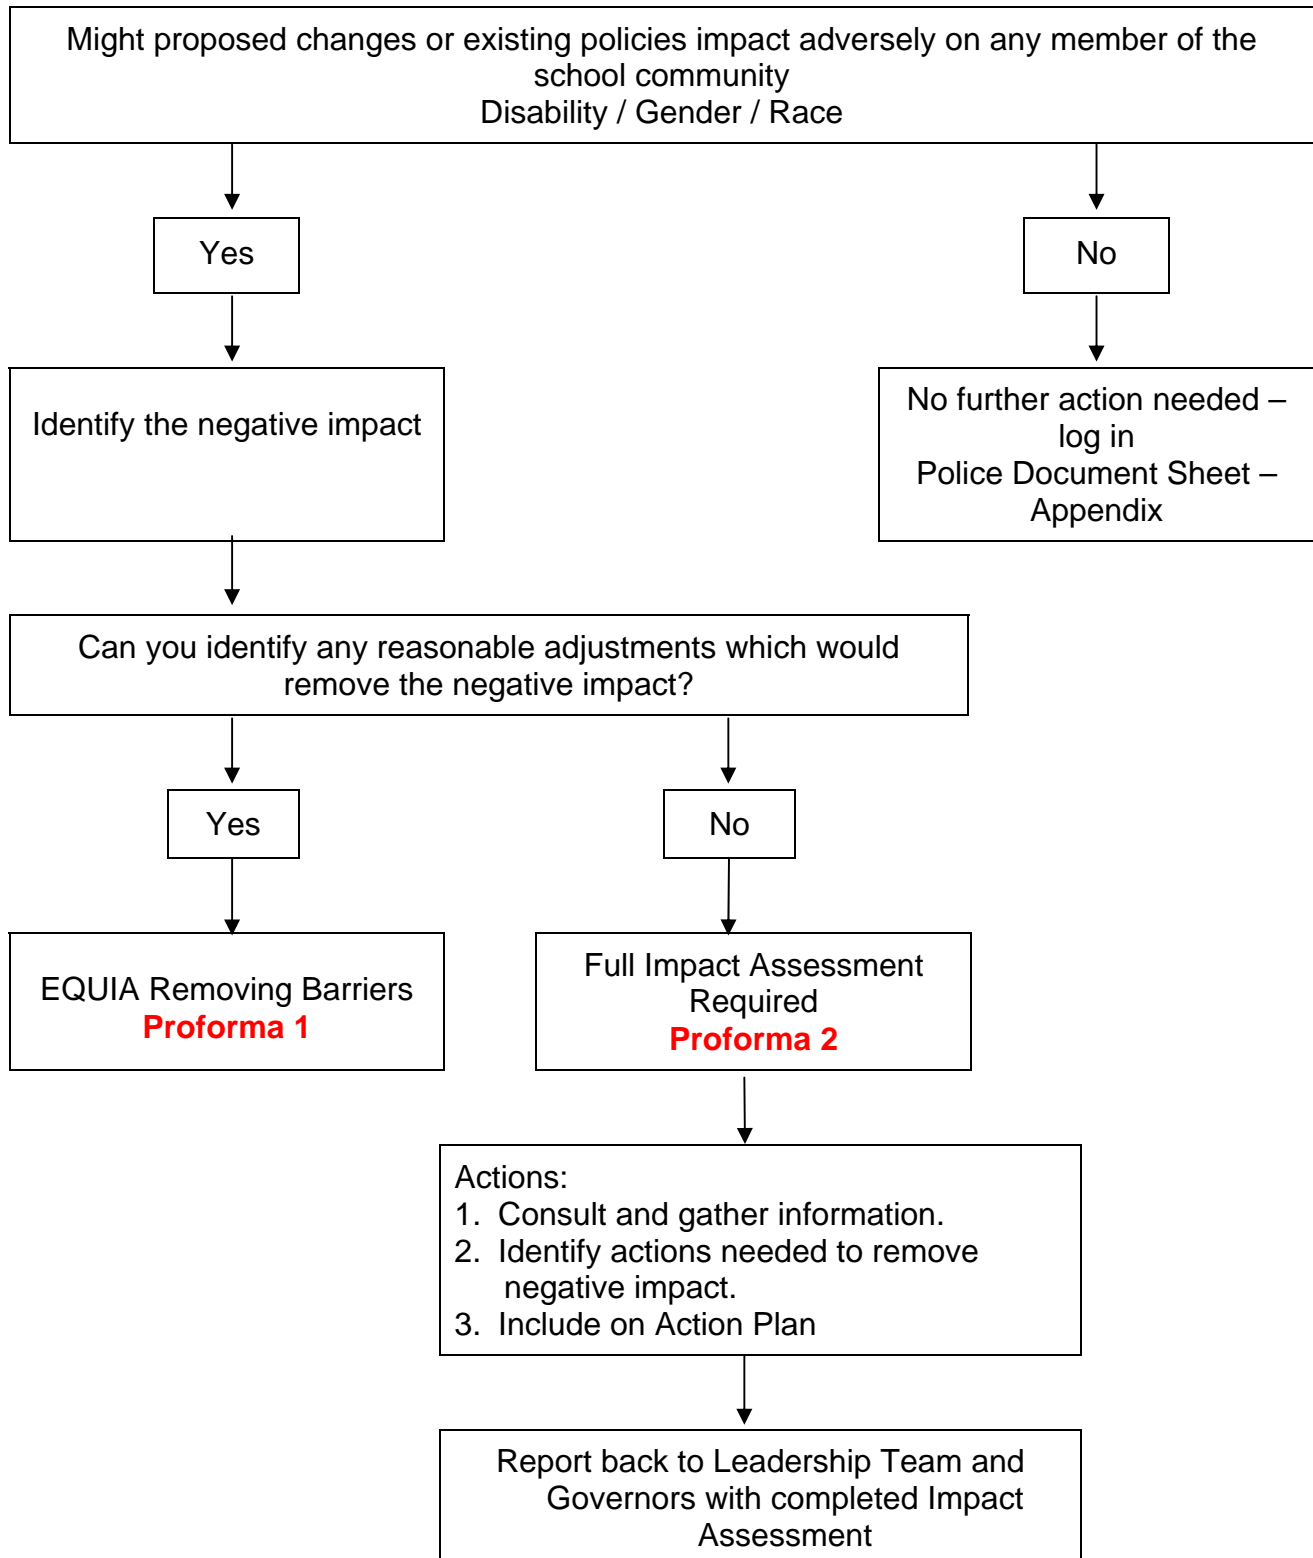 Might proposed changes or existing policies impact adversely on any member of the
school community
Disability / Gender / Race
Yes
No
Identify the negative impact
No further action needed –
log in
Police Document Sheet –
Appendix
Can you identify any reasonable adjustments which would
remove the negative impact?
Yes
No
EQUIA Removing Barriers
Proforma 1
Full Impact Assessment
Required
Proforma 2
Actions:
1. Consult and gather information.
2. Identify actions needed to remove
negative impact.
3. Include on Action Plan
Report back to Leadership Team and
Governors with completed Impact
Assessment